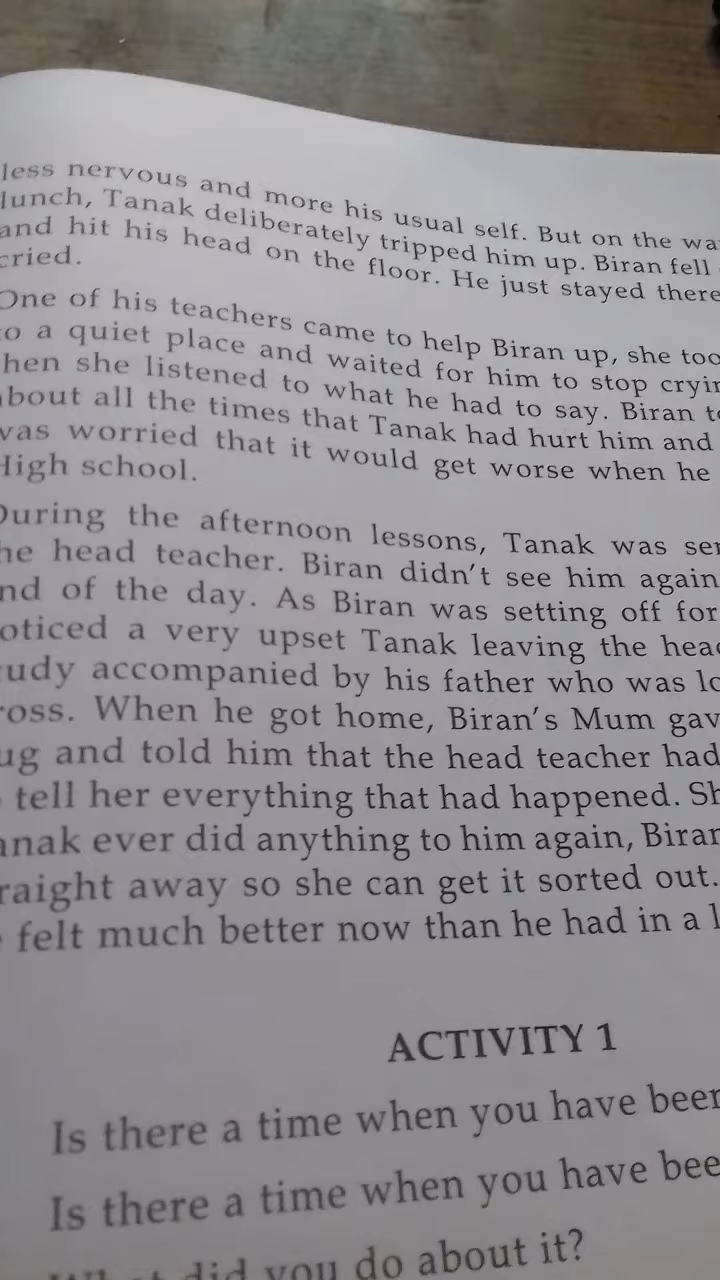 less nervous and more his usual self. But on the wa
lunch, Tanak deliberately tripped him up. Biran fell
and hit his head on the floor. He just stayed there
cried.
One of his teachers came to help Biran up, she too
to a quiet place and waited for him to stop cryin
hen she listened to what he had to say. Biran to
about all the times that Tanak had hurt him and
was worried that it would get worse when he
High school.
During the afternoon lessons, Tanak was sen
he head teacher. Biran didn't see him again
nd of the day. As Biran was setting off for
oticed a very upset Tanak leaving the head
tudy accompanied by his father who was lo
ross. When he got home, Biran's Mum gav
ug and told him that the head teacher had
tell her everything that had happened. Sh
anak ever did anything to him again, Biran
raight away so she can get it sorted out.
felt much better now than he had in a l
ACTIVITY 1
Is there a time when you have been
Is there a time when you have bee
did you do about it?